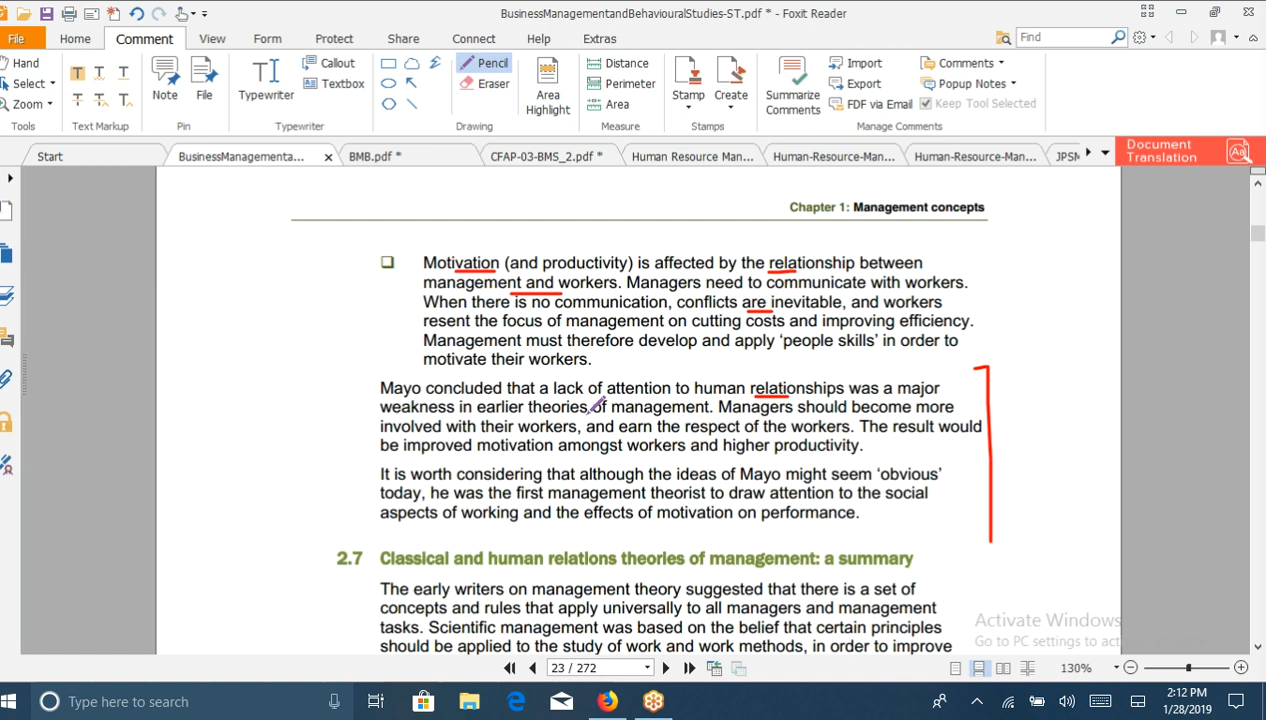 BusinessManagementandBehaviouralStudies-ST.pdf * - Foxit Reader
File Home Comment View Form Protect Share Connect Help Extras Find
Hand
Select
Zoom
Tools
Text Markup
Note
File
Pin
Typewriter
Callout
Textbox
Typewriter
Pencil
Eraser
Drawing
Area
Highlight
Distance
Perimeter
Area
Measure
Stamp
Create
Stamps
Summarize
Comments
Import
Export
FDF via Email
Comments
Popup Notes
Keep Tool Selected
Manage Comments
Start BusinessManagementa... BMB.pdf * CFAP-03-BMS_2.pdf * Human Resource Man... Human-Resource-Man... Human-Resource-Man... JPSM
Document
Translation
Chapter 1: Management concepts
❑ Motivation (and productivity) is affected by the relationship between
management and workers. Managers need to communicate with workers.
When there is no communication, conflicts are inevitable, and workers
resent the focus of management on cutting costs and improving efficiency.
Management must therefore develop and apply ‘people skills’ in order to
motivate their workers.
Mayo concluded that a lack of attention to human relationships was a major
weakness in earlier theories of management. Managers should become more
involved with their workers, and earn the respect of the workers. The result would
be improved motivation amongst workers and higher productivity.
It is worth considering that although the ideas of Mayo might seem ‘obvious’
today, he was the first management theorist to draw attention to the social
aspects of working and the effects of motivation on performance.
2.7 Classical and human relations theories of management: a summary
The early writers on management theory suggested that there is a set of
concepts and rules that apply universally to all managers and management
tasks. Scientific management was based on the belief that certain principles
should be applied to the study of work and work methods, in order to improve
Activate Windows
Go to PC settings to act
23 / 272
130%
Type here to search
2:12 PM
1/28/2019